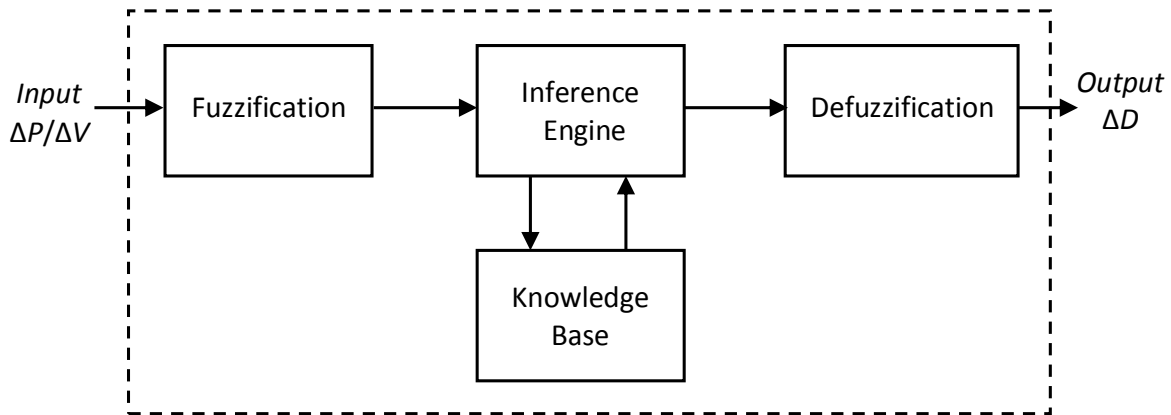 Input
ΔP/ΔV
Fuzzification
Inference
Engine
Defuzzification
Output
ΔD
Knowledge
Base